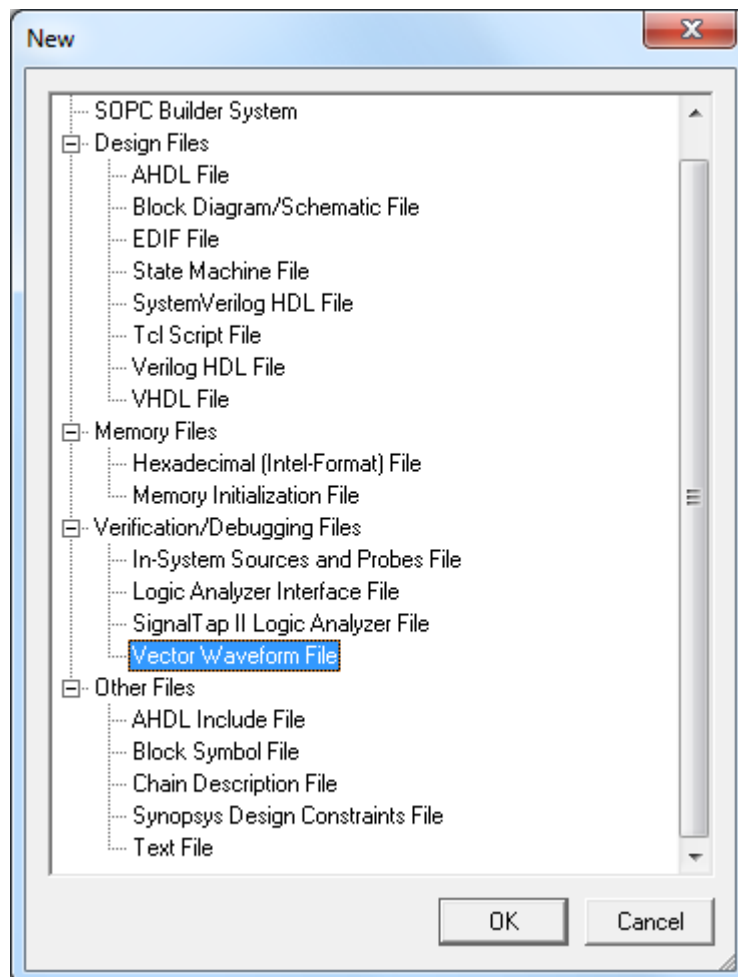 New
SOPC Builder System
Design Files
AHDL File
Block Diagram/Schematic File
EDIF File
State Machine File
SystemVerilog HDL File
Tcl Script File
Verilog HDL File
VHDL File
Memory Files
Hexadecimal (Intel-Format) File
Memory Initialization File
Verification/Debugging Files
In-System Sources and Probes File
Logic Analyzer Interface File
SignalTap II Logic Analyzer File
Vector Waveform File
Other Files
AHDL Include File
Block Symbol File
Chain Description File
Synopsys Design Constraints File
Text File
OK Cancel